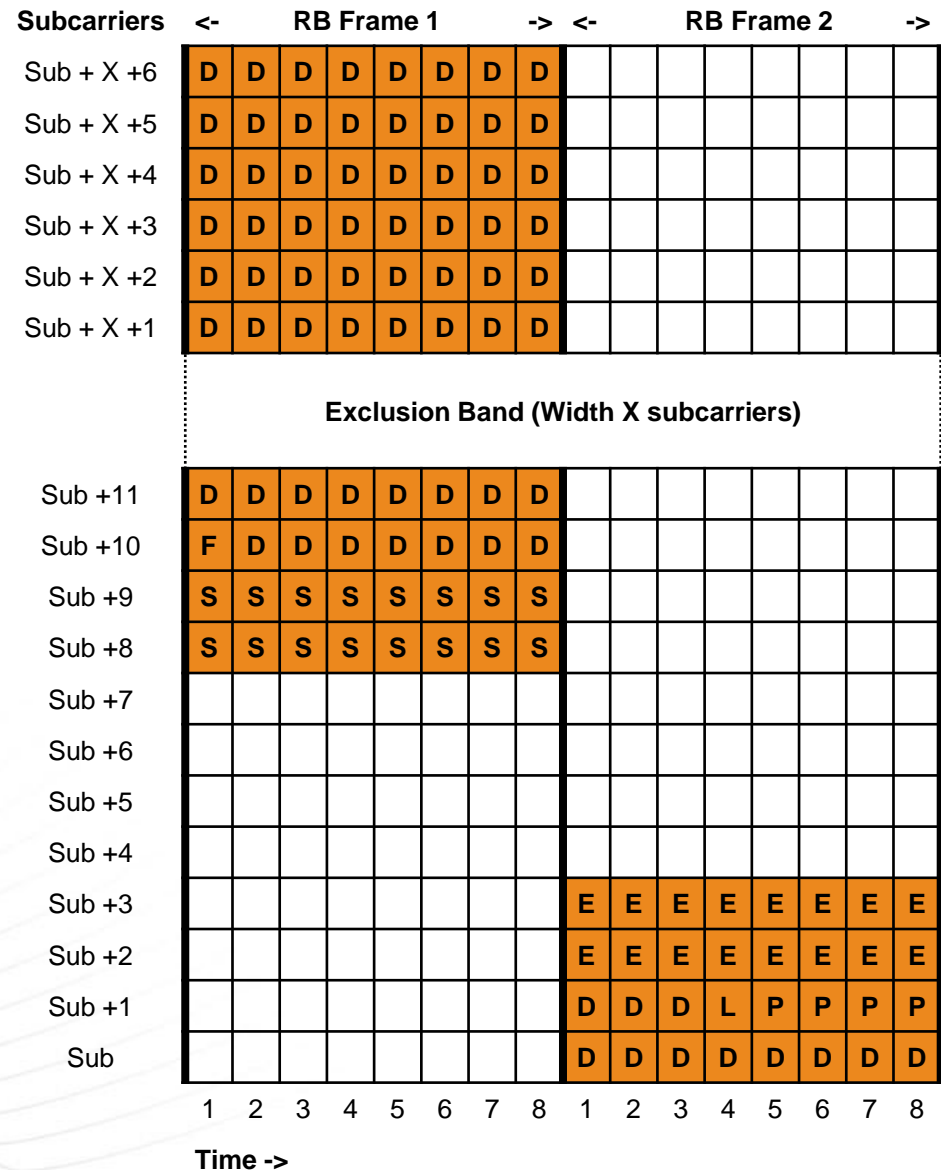 Subcarriers <- RB Frame 1 -> <- RB Frame 2 ->
Sub + X +6 D D D D D D D D
Sub + X +5 D D D D D D D D
Sub + X +4 D D D D D D D D
Sub + X +3 D D D D D D D D
Sub + X +2 D D D D D D D D
Sub + X +1 D D D D D D D D
Exclusion Band (Width X subcarriers)
Sub +11 D D D D D D D D
Sub +10 F D D D D D D D
Sub +9 S S S S S S S S
Sub +8 S S S S S S S S
Sub +7
Sub +6
Sub +5
Sub +4
Sub +3 E E E E E E E E
Sub +2 E E E E E E E E
Sub +1 D D D L P P P P
Sub D D D D D D D D
1 2 3 4 5 6 7 8 1 2 3 4 5 6 7 8
Time ->